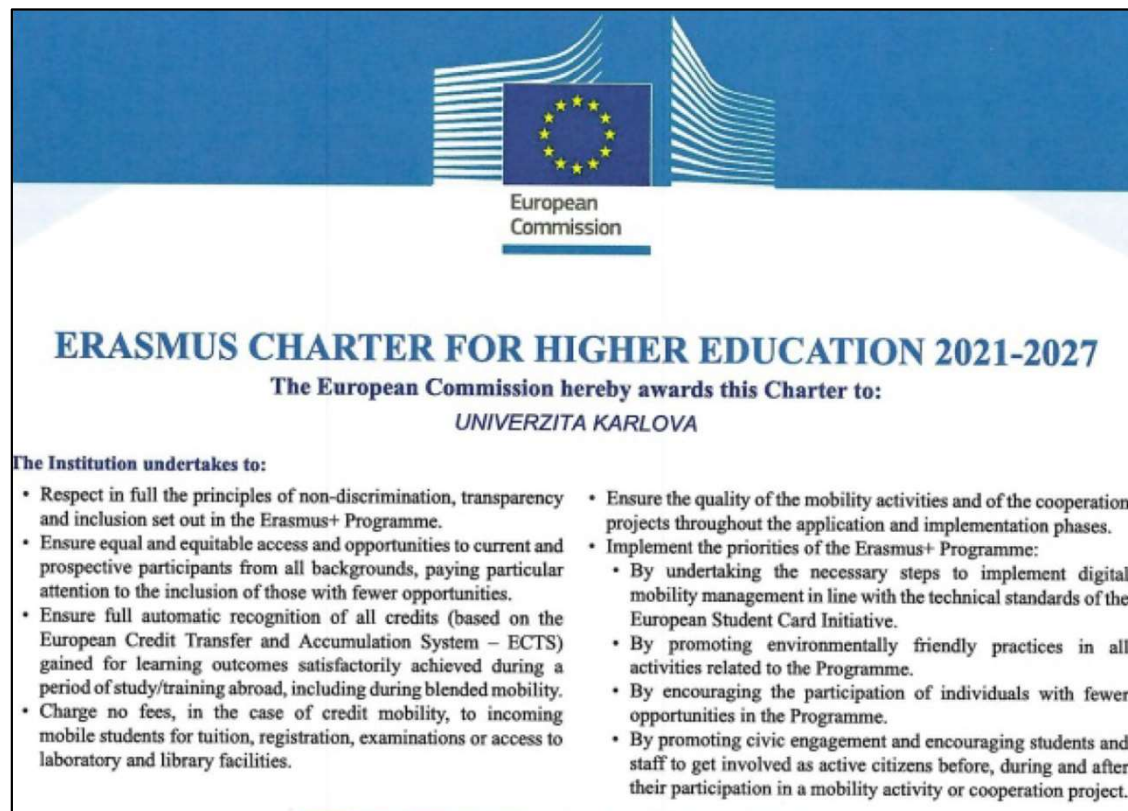 European
Commission
ERASMUS CHARTER FOR HIGHER EDUCATION 2021-2027
The European Commission hereby awards this Charter to:
UNIVERZITA KARLOVA
The Institution undertakes to:
• Respect in full the principles of non-discrimination, transparency
and inclusion set out in the Erasmus+ Programme.
• Ensure equal and equitable access and opportunities to current and
prospective participants from all backgrounds, paying particular
attention to the inclusion of those with fewer opportunities.
• Ensure full automatic recognition of all credits (based on the
European Credit Transfer and Accumulation System – ECTS)
gained for learning outcomes satisfactorily achieved during a
period of study/training abroad, including during blended mobility.
• Charge no fees, in the case of credit mobility, to incoming
mobile students for tuition, registration, examinations or access to
laboratory and library facilities.
• Ensure the quality of the mobility activities and of the cooperation
projects throughout the application and implementation phases.
• Implement the priorities of the Erasmus+ Programme:
• By undertaking the necessary steps to implement digital
mobility management in line with the technical standards of the
European Student Card Initiative.
• By promoting environmentally friendly practices in all
activities related to the Programme.
• By encouraging the participation of individuals with fewer
opportunities in the Programme.
• By promoting civic engagement and encouraging students and
staff to get involved as active citizens before, during and after
their participation in a mobility activity or cooperation project.